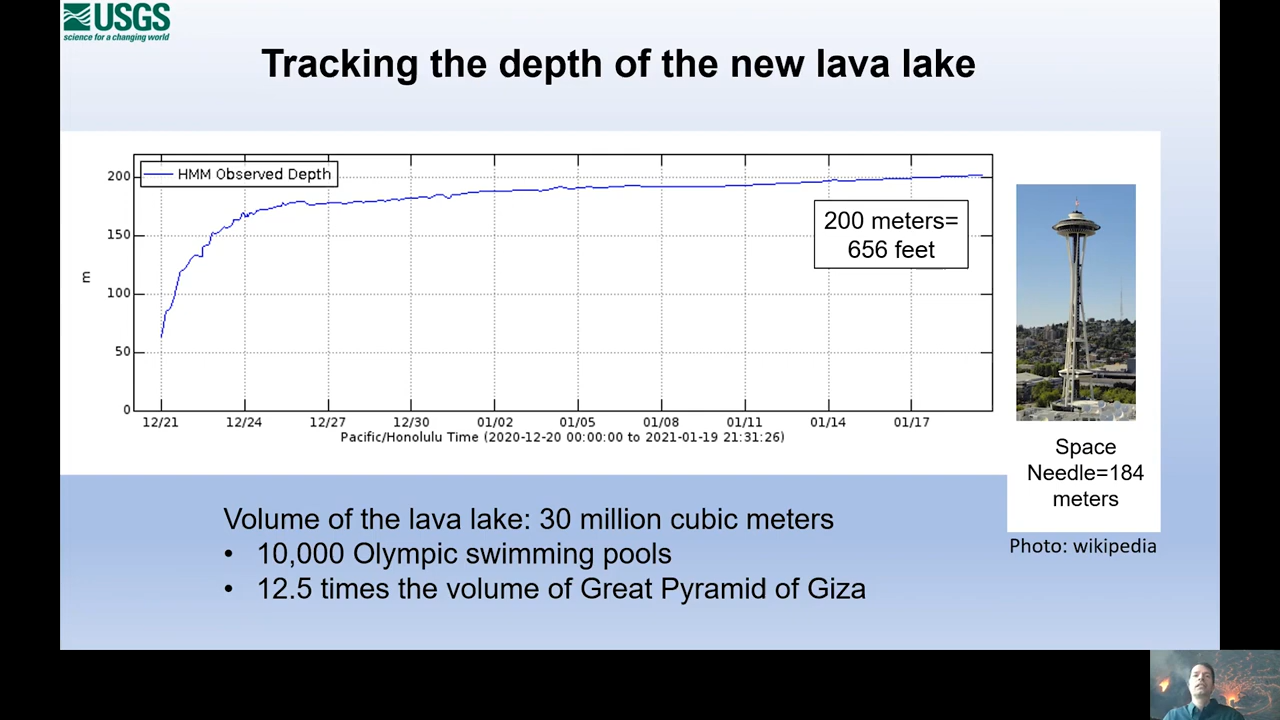 USGS
science for a changing world
Tracking the depth of the new lava lake
HMM Observed Depth
200
150
100
50
0
m
12/21 12/24 12/27 12/30 01/02 01/05 01/08 01/11 01/14 01/17
Pacific/Honolulu Time (2020-12-20 00:00:00 to 2021-01-19 21:31:26)
200 meters=
656 feet
Space
Needle=184
meters
Photo: wikipedia
Volume of the lava lake: 30 million cubic meters
• 10,000 Olympic swimming pools
• 12.5 times the volume of Great Pyramid of Giza